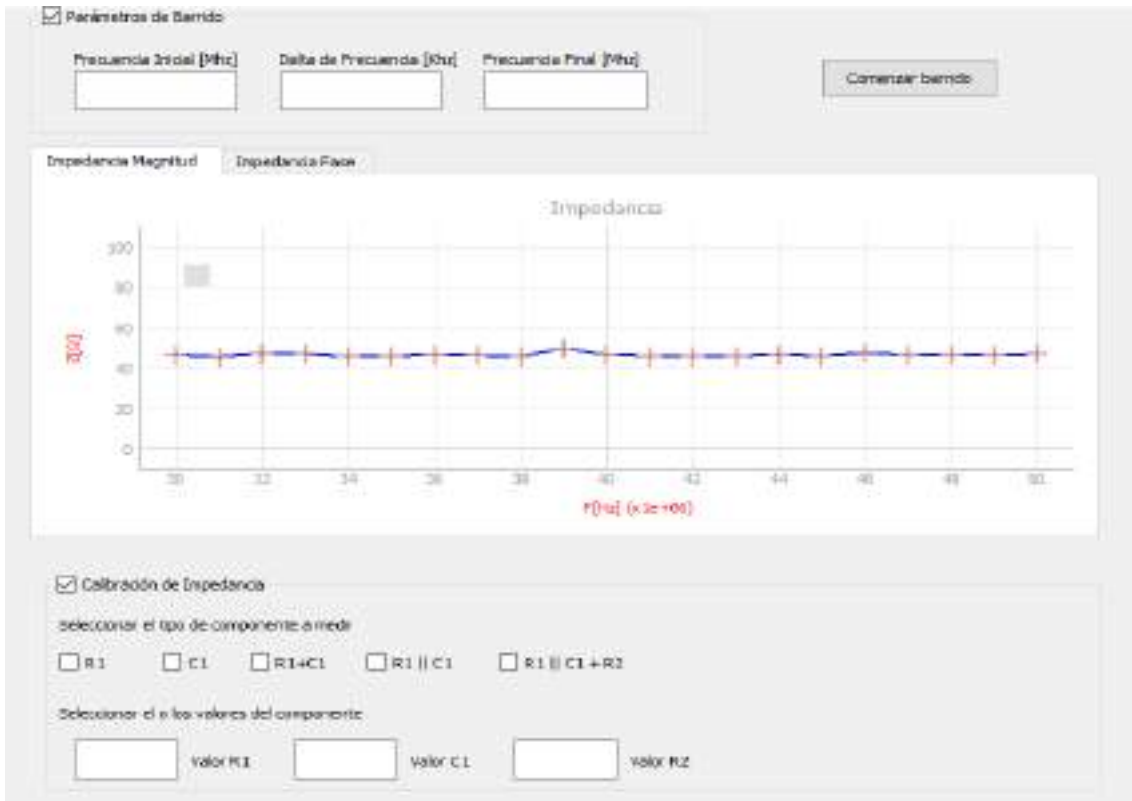 Parámetros de Barrido
Frecuencia Inicial [Mhz] Delta de Frecuencia [Khz] Frecuencia Final [Mhz]
Comenzar barrido
Impedancia Magnitud Impedancia Fase
Impedancia
100
80
60
40
20
0
30 32 34 36 38 40 42 44 46 48 50
F[Hz] (x1e+06)
Calibración de Impedancia
Seleccionar el tipo de componente a medir
R1 C1 R1+C1 R1 || C1 R1 || C1 + R2
Seleccionar el o los valores del componente
Valor R1 Valor C1 Valor R2